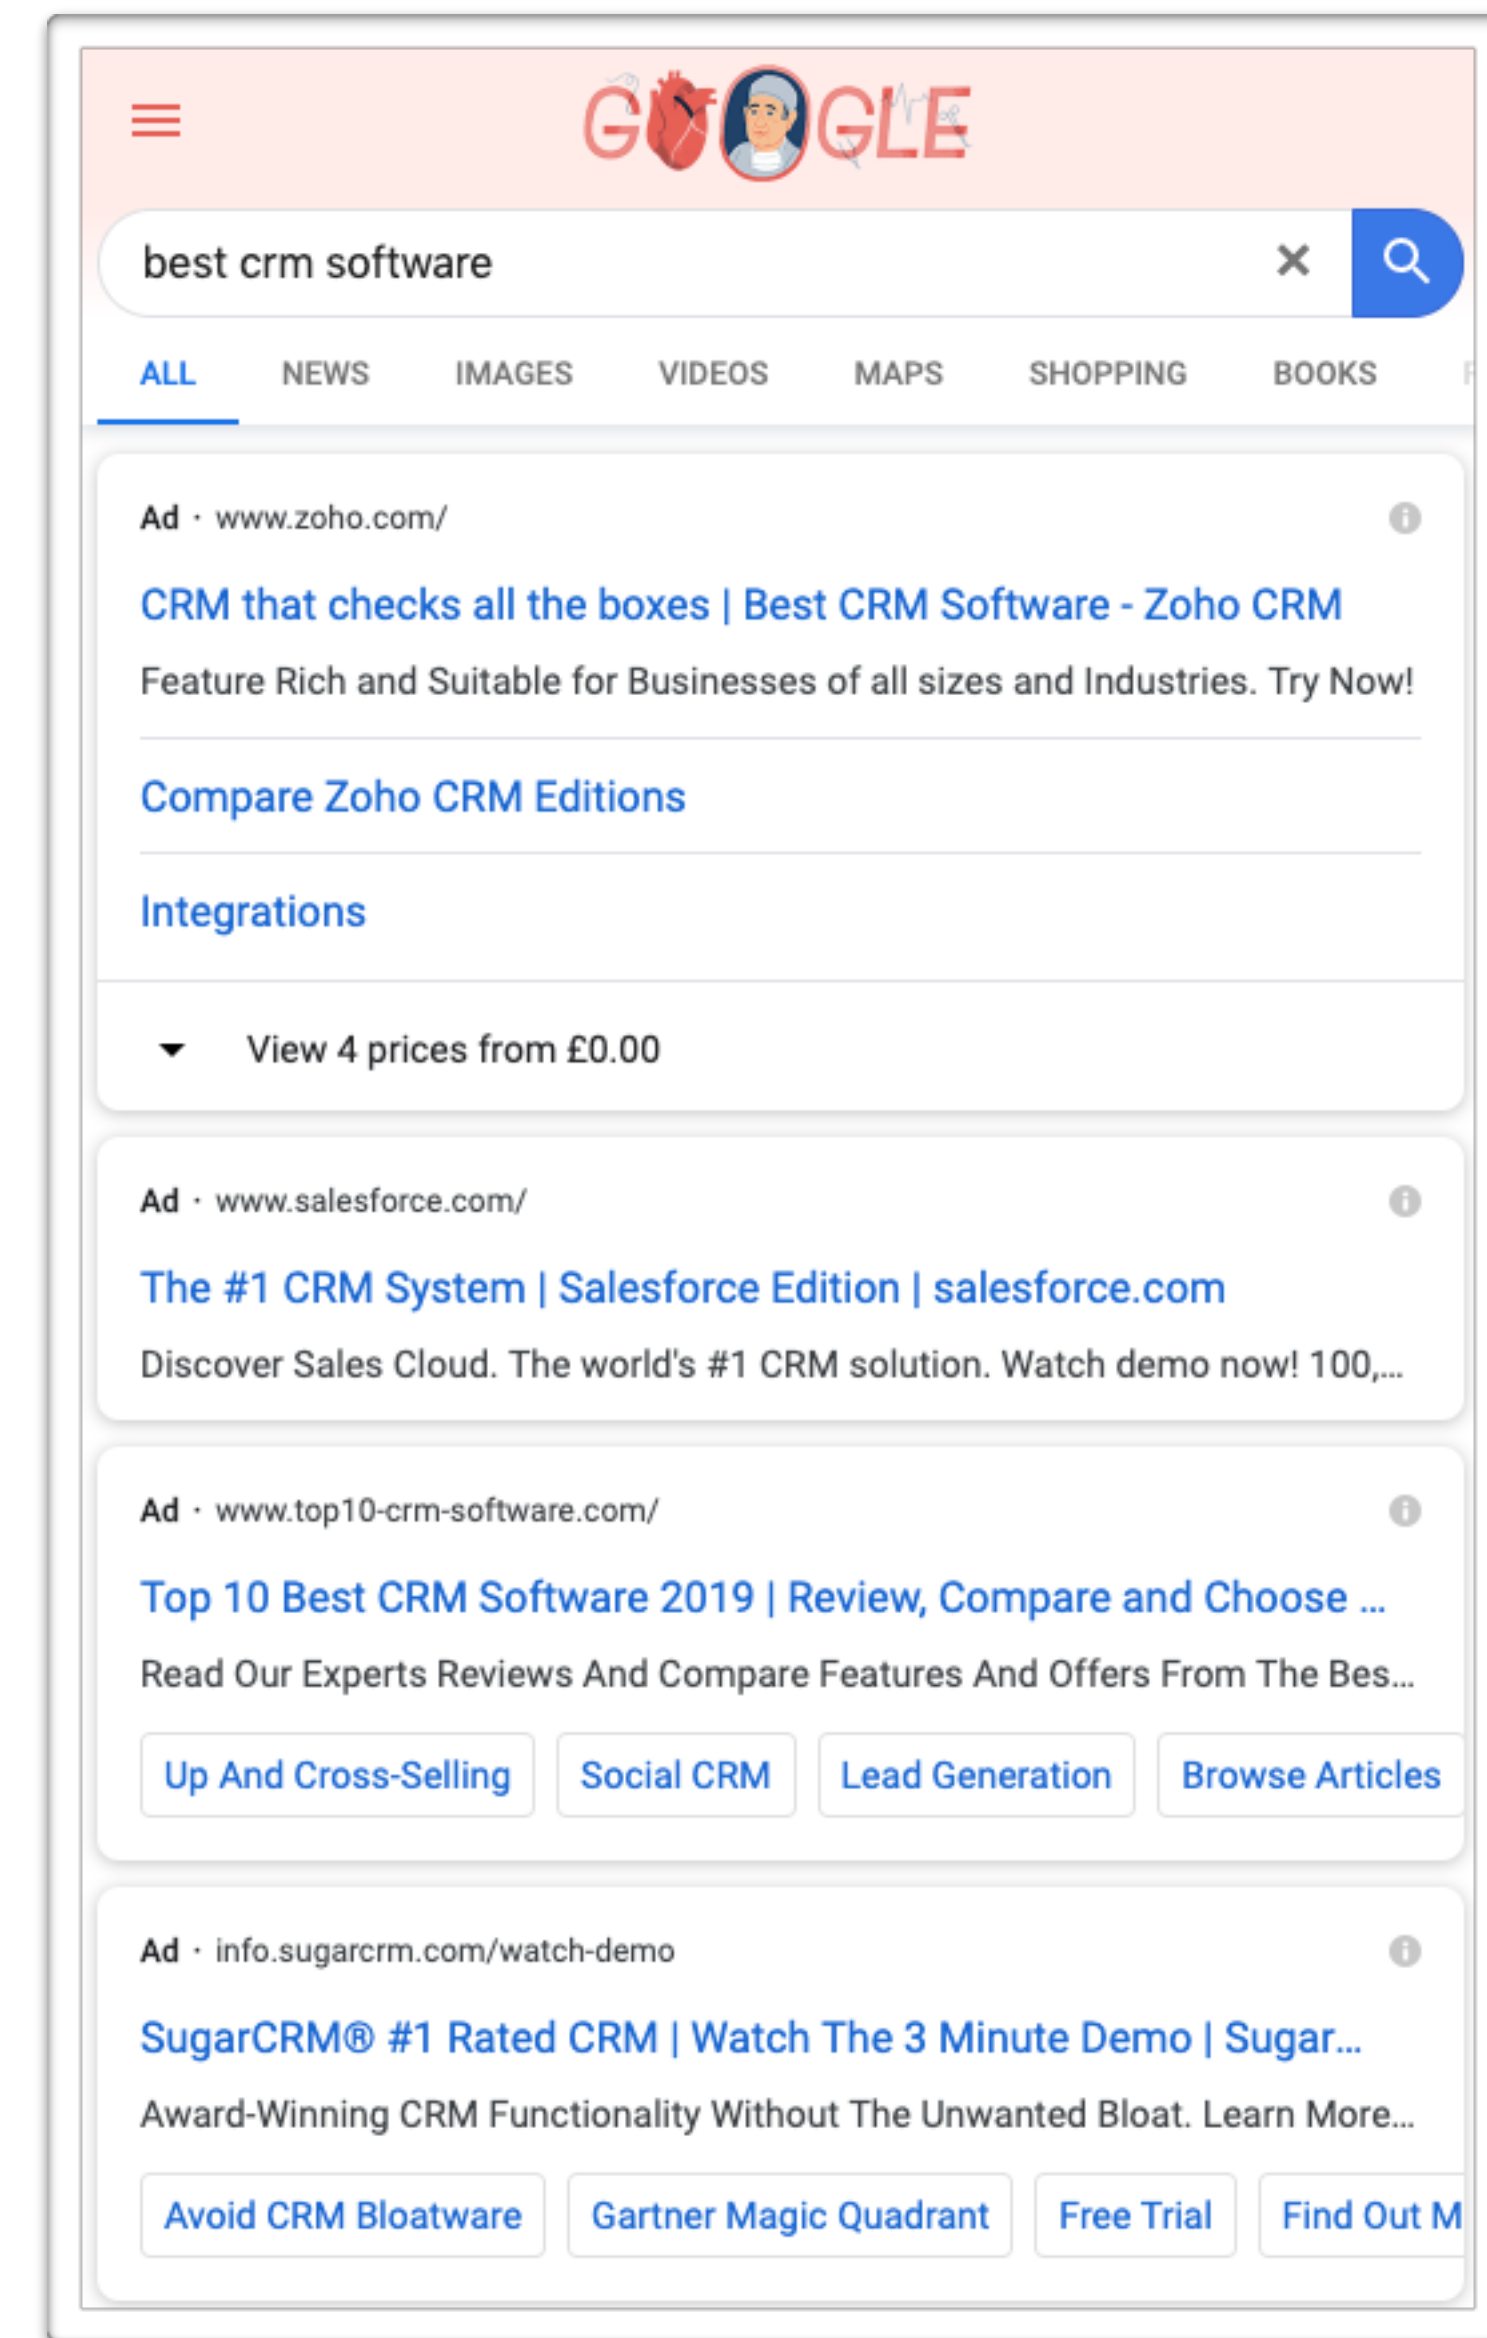 GOOGLE
best crm software
ALL NEWS IMAGES VIDEOS MAPS SHOPPING BOOKS
Ad · www.zoho.com/
CRM that checks all the boxes | Best CRM Software - Zoho CRM
Feature Rich and Suitable for Businesses of all sizes and Industries. Try Now!
Compare Zoho CRM Editions
Integrations
View 4 prices from £0.00
Ad · www.salesforce.com/
The #1 CRM System | Salesforce Edition | salesforce.com
Discover Sales Cloud. The world's #1 CRM solution. Watch demo now! 100,...
Ad · www.top10-crm-software.com/
Top 10 Best CRM Software 2019 | Review, Compare and Choose ...
Read Our Experts Reviews And Compare Features And Offers From The Bes...
Up And Cross-Selling Social CRM Lead Generation Browse Articles
Ad · info.sugarcrm.com/watch-demo
SugarCRM® #1 Rated CRM | Watch The 3 Minute Demo | Sugar...
Award-Winning CRM Functionality Without The Unwanted Bloat. Learn More...
Avoid CRM Bloatware Gartner Magic Quadrant Free Trial Find Out M